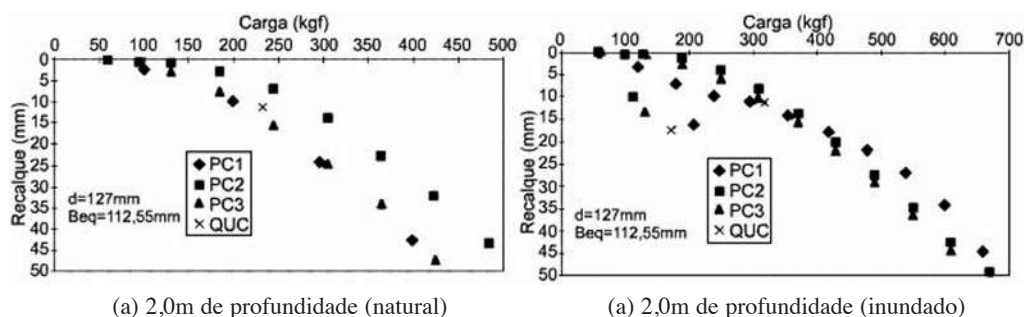 Carga (kgf)
0 50 100 150 200 250 300 350 400 450 500
Recalque (mm)
0
5
10
15
20
25
30
35
40
45
50
PC1
PC2
PC3
QUC
d=127mm
Beq=112,55mm
(a) 2,0m de profundidade (natural)
Carga (kgf)
0 100 200 300 400 500 600 700
Recalque (mm)
0
5
10
15
20
25
30
35
40
45
50
PC1
PC2
PC3
QUC
d=127mm
Beq=112,55mm
(a) 2,0m de profundidade (inundado)